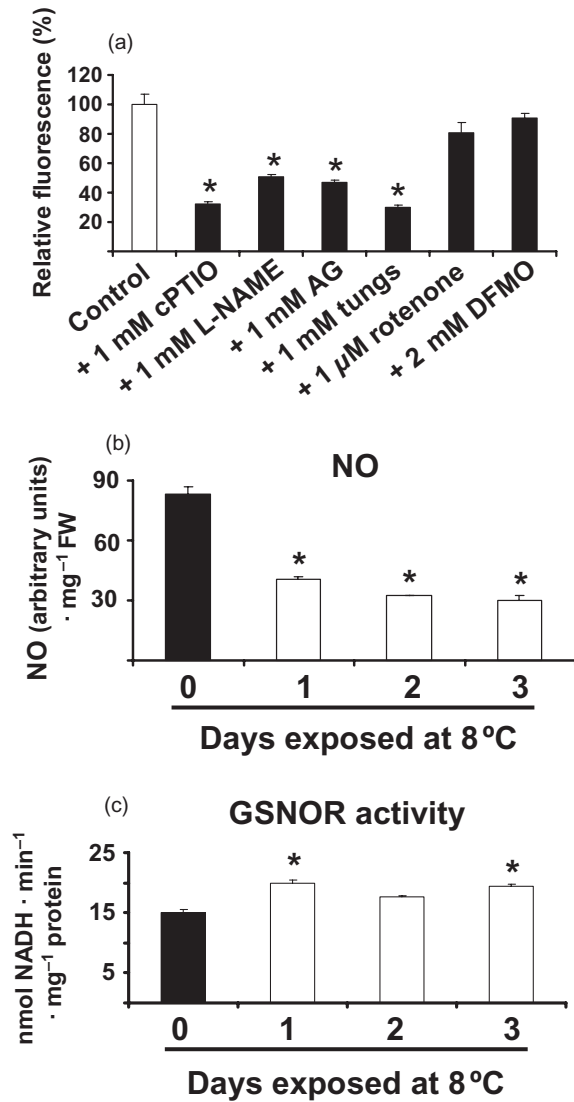 (a)
Relative fluorescence (%)
120
100
80
60
40
20
*
*
*
*
Control
+ 1 mM cPTIO
+ 1 mM L-NAME
+ 1 mM AG
+ 1 mM tungs
+ 1 µM rotenone
+ 2 mM DFMO
(b)
NO
NO (arbitrary units)
· mg⁻¹ FW
90
60
30
*
*
*
0 1 2 3
Days exposed at 8 ºC
(c)
GSNOR activity
nmol NADH · min⁻¹
· mg⁻¹ protein
25
15
5
*
*
0 1 2 3
Days exposed at 8 ºC